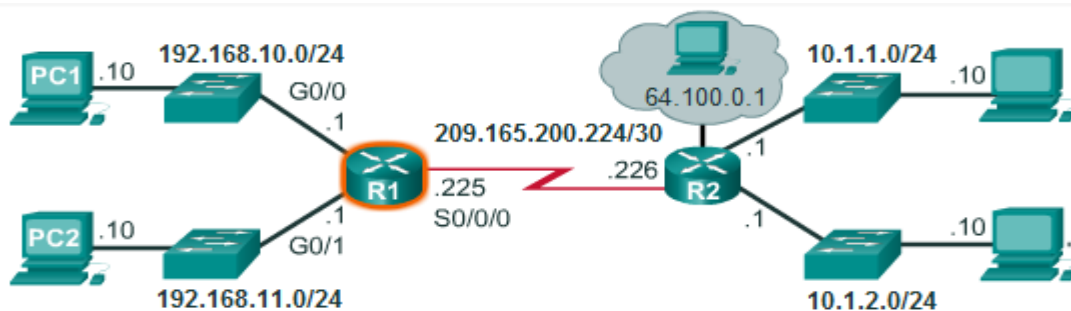 192.168.10.0/24
PC1
.10
G0/0
.1
64.100.0.1
10.1.1.0/24
.10
.1
209.165.200.224/30
R1
.225
S0/0/0
.226
R2
PC2
.10
.1
G0/1
192.168.11.0/24
.1
.10
10.1.2.0/24